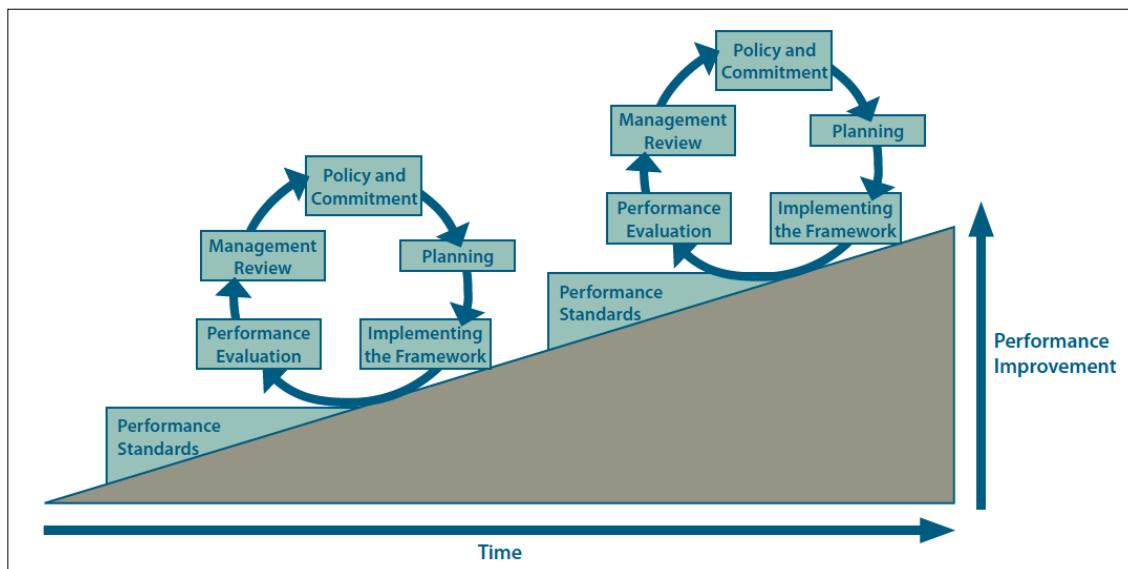 Policy and
Commitment
Planning
Implementing
the Framework
Performance
Evaluation
Management
Review
Performance
Standards
Policy and
Commitment
Planning
Implementing
the Framework
Performance
Evaluation
Management
Review
Performance
Standards
Performance
Improvement
Time